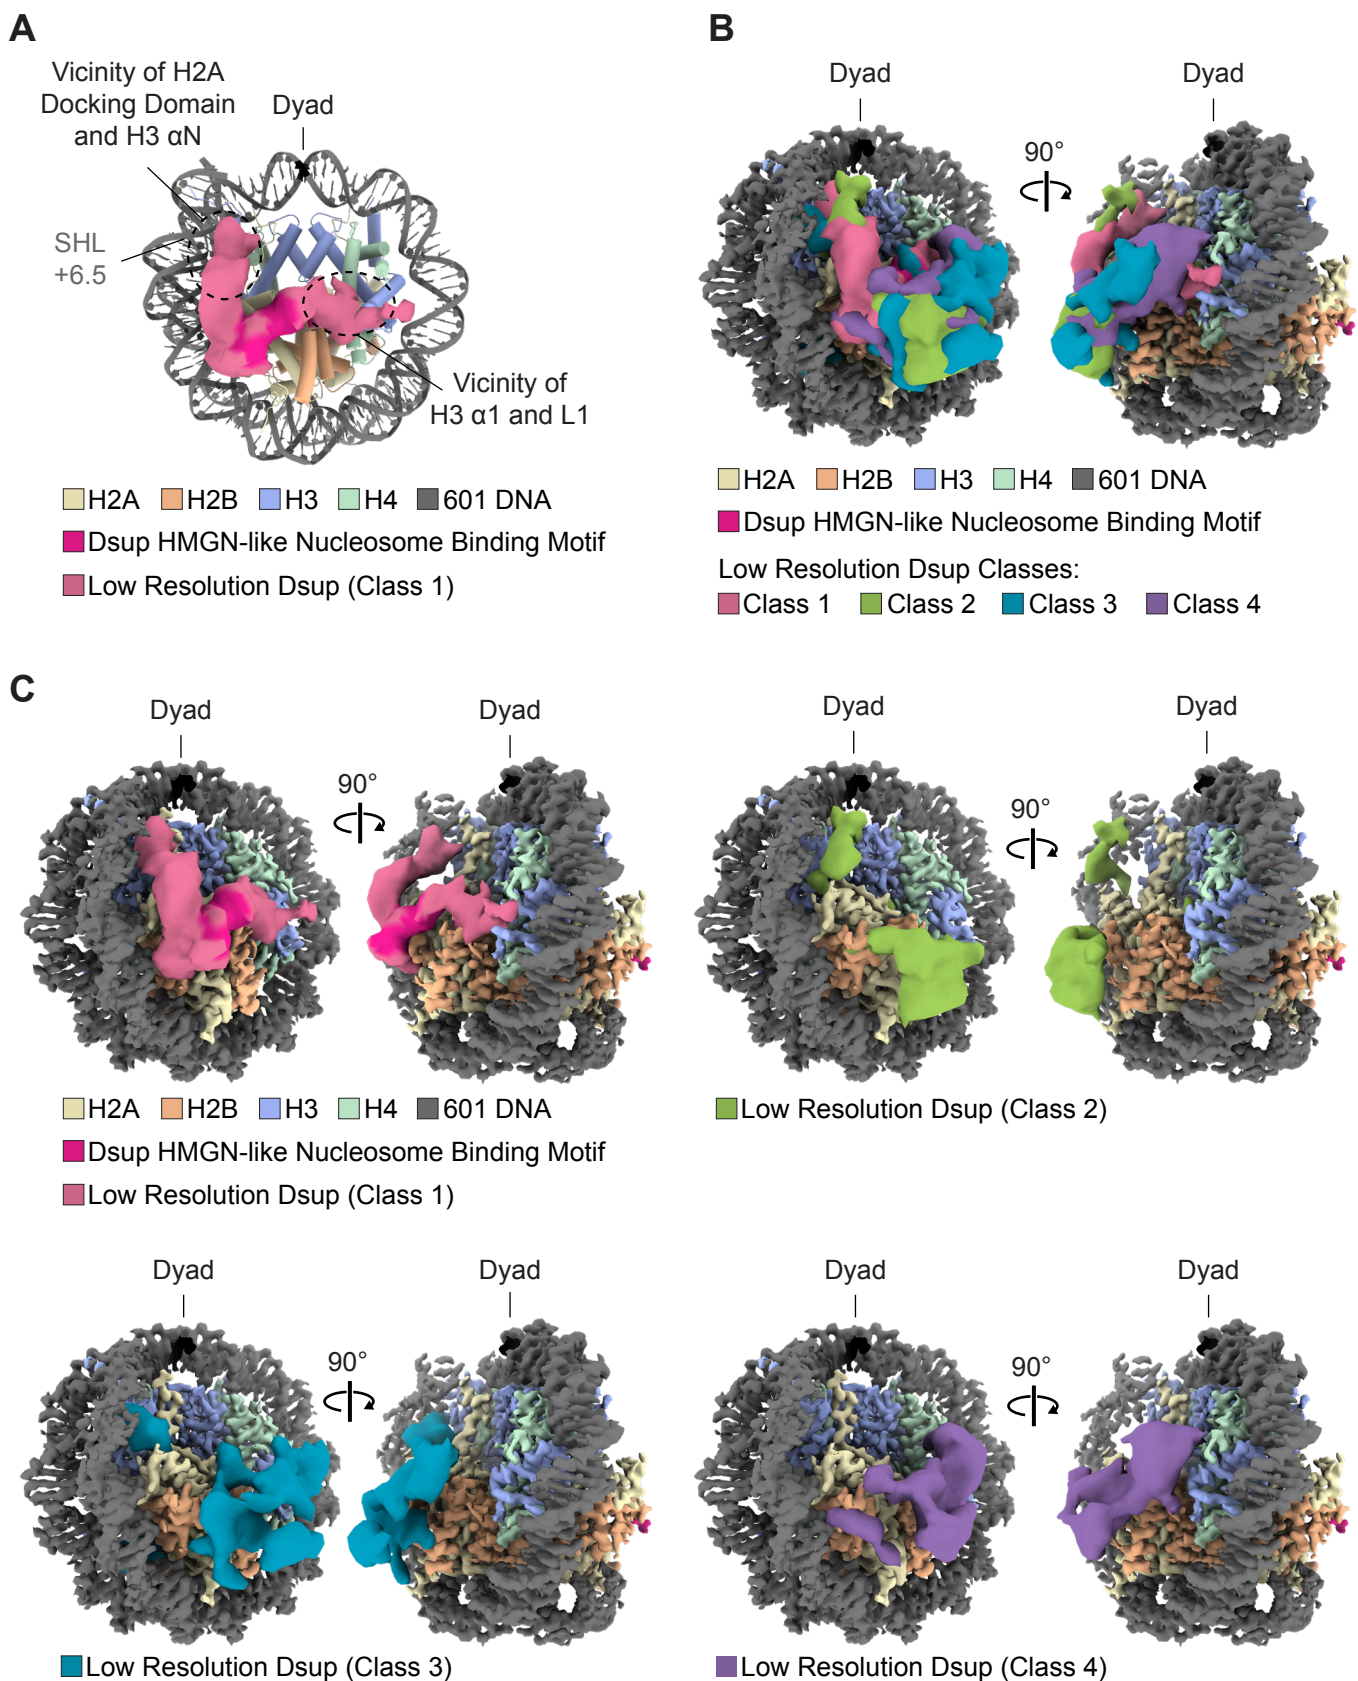 A
Vicinity of H2A
Docking Domain
and H3 αN
Dyad
SHL
+6.5
Vicinity of
H3 α1 and L1
H2A H2B H3 H4 601 DNA
Dsup HMGN-like Nucleosome Binding Motif
Low Resolution Dsup (Class 1)
B
Dyad
90°
Dyad
H2A H2B H3 H4 601 DNA
Dsup HMGN-like Nucleosome Binding Motif
Low Resolution Dsup Classes:
Class 1 Class 2 Class 3 Class 4
C
Dyad
90°
Dyad
H2A H2B H3 H4 601 DNA
Dsup HMGN-like Nucleosome Binding Motif
Low Resolution Dsup (Class 1)
Dyad
90°
Dyad
Low Resolution Dsup (Class 2)
Dyad
90°
Dyad
Low Resolution Dsup (Class 3)
Dyad
90°
Dyad
Low Resolution Dsup (Class 4)